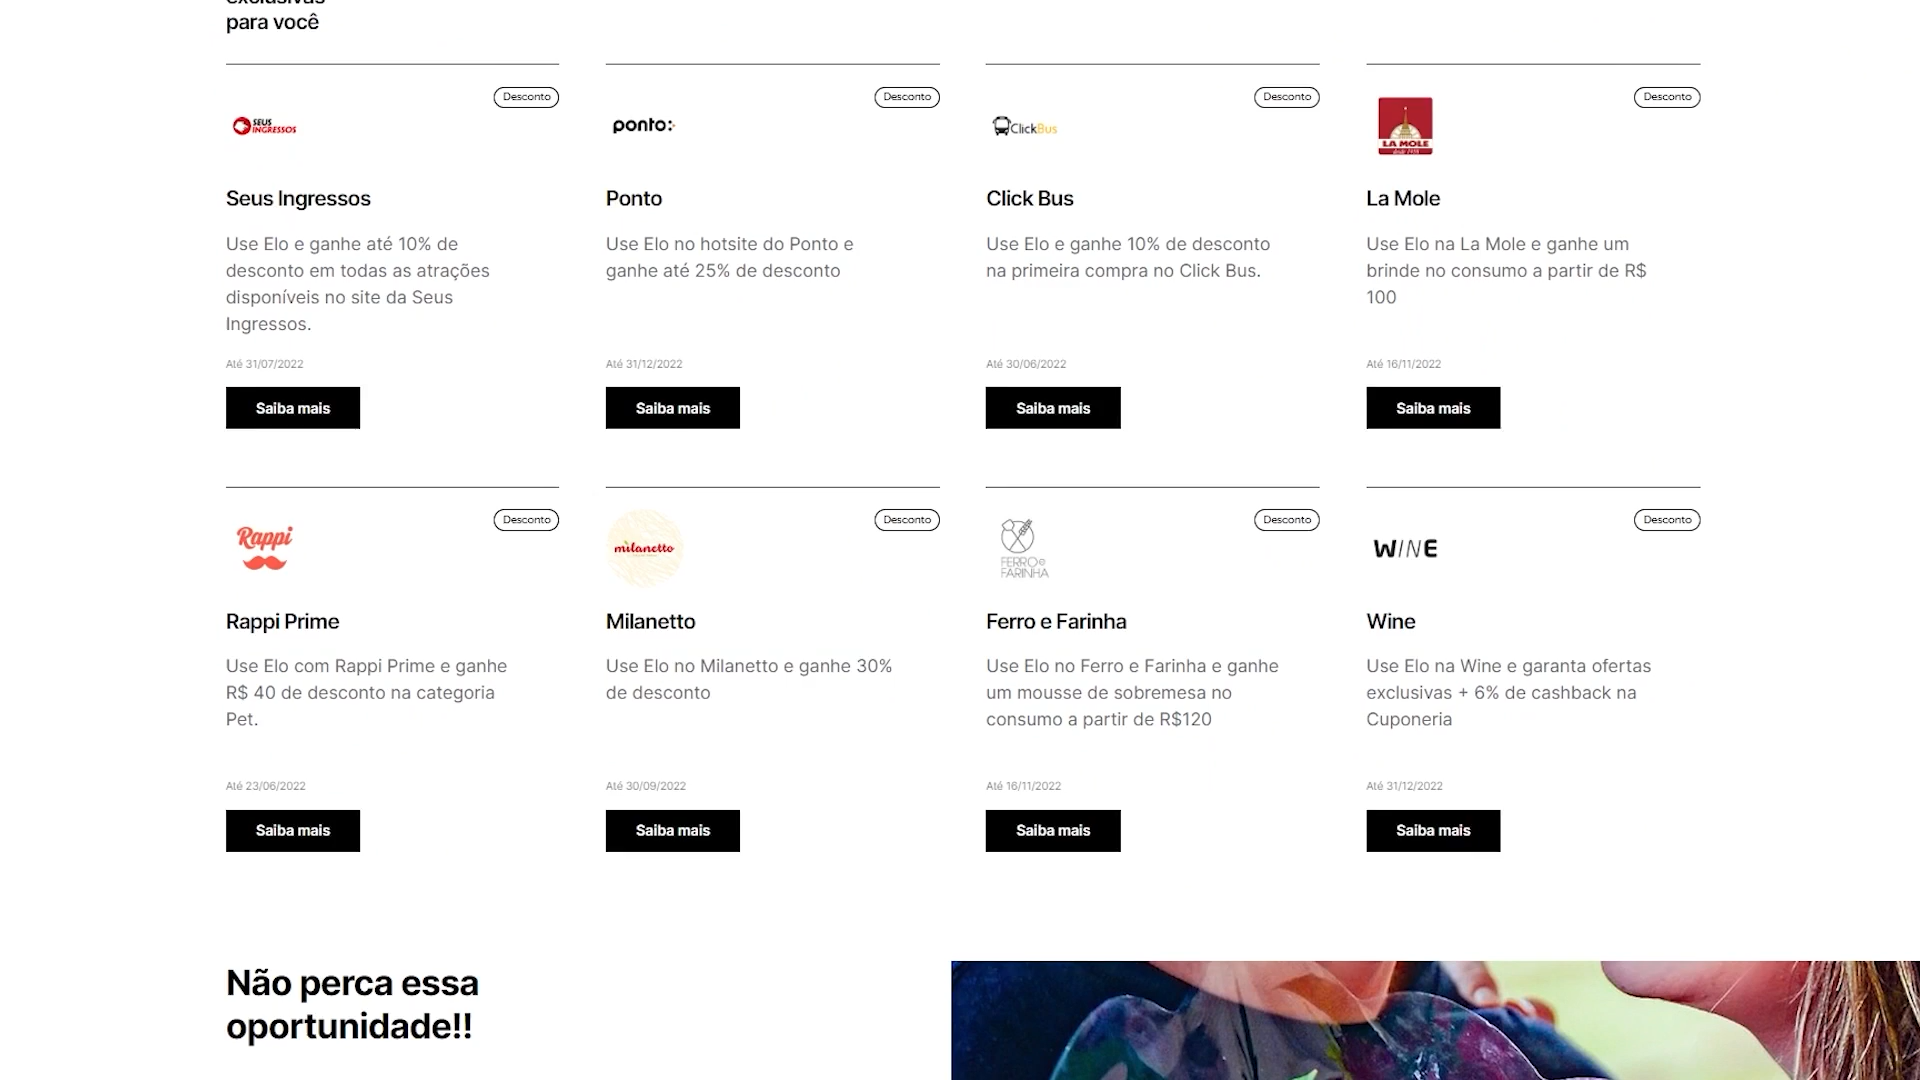 para você
Desconto
Desconto
Desconto
Desconto
SEUS
INGRESSOS
ponto:
ClickBus
LA MOLE
Seus Ingressos
Ponto
Click Bus
La Mole
Use Elo e ganhe até 10% de
desconto em todas as atrações
disponíveis no site da Seus
Ingressos.
Use Elo no hotsite do Ponto e
ganhe até 25% de desconto
Use Elo e ganhe 10% de desconto
na primeira compra no Click Bus.
Use Elo na La Mole e ganhe um
brinde no consumo a partir de R$
100
Até 31/07/2022
Até 31/12/2022
Até 30/06/2022
Até 16/11/2022
Saiba mais
Saiba mais
Saiba mais
Saiba mais
Desconto
Desconto
Desconto
Desconto
Rappi
milanetto
FERRO e
FARINHA
WINE
Rappi Prime
Milanetto
Ferro e Farinha
Wine
Use Elo com Rappi Prime e ganhe
R$ 40 de desconto na categoria
Pet.
Use Elo no Milanetto e ganhe 30%
de desconto
Use Elo no Ferro e Farinha e ganhe
um mousse de sobremesa no
consumo a partir de R$120
Use Elo na Wine e garanta ofertas
exclusivas + 6% de cashback na
Cuponeria
Até 23/06/2022
Até 30/09/2022
Até 16/11/2022
Até 31/12/2022
Saiba mais
Saiba mais
Saiba mais
Saiba mais
Não perca essa
oportunidade!!